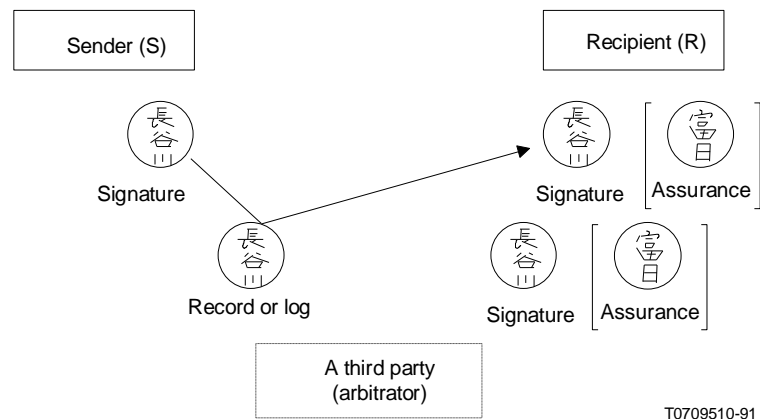 Sender (S)
Recipient (R)
長谷川
長谷川
富田
Signature
Signature
Assurance
長谷川
長谷川
富田
Record or log
Signature
Assurance
A third party
(arbitrator)
T0709510-91